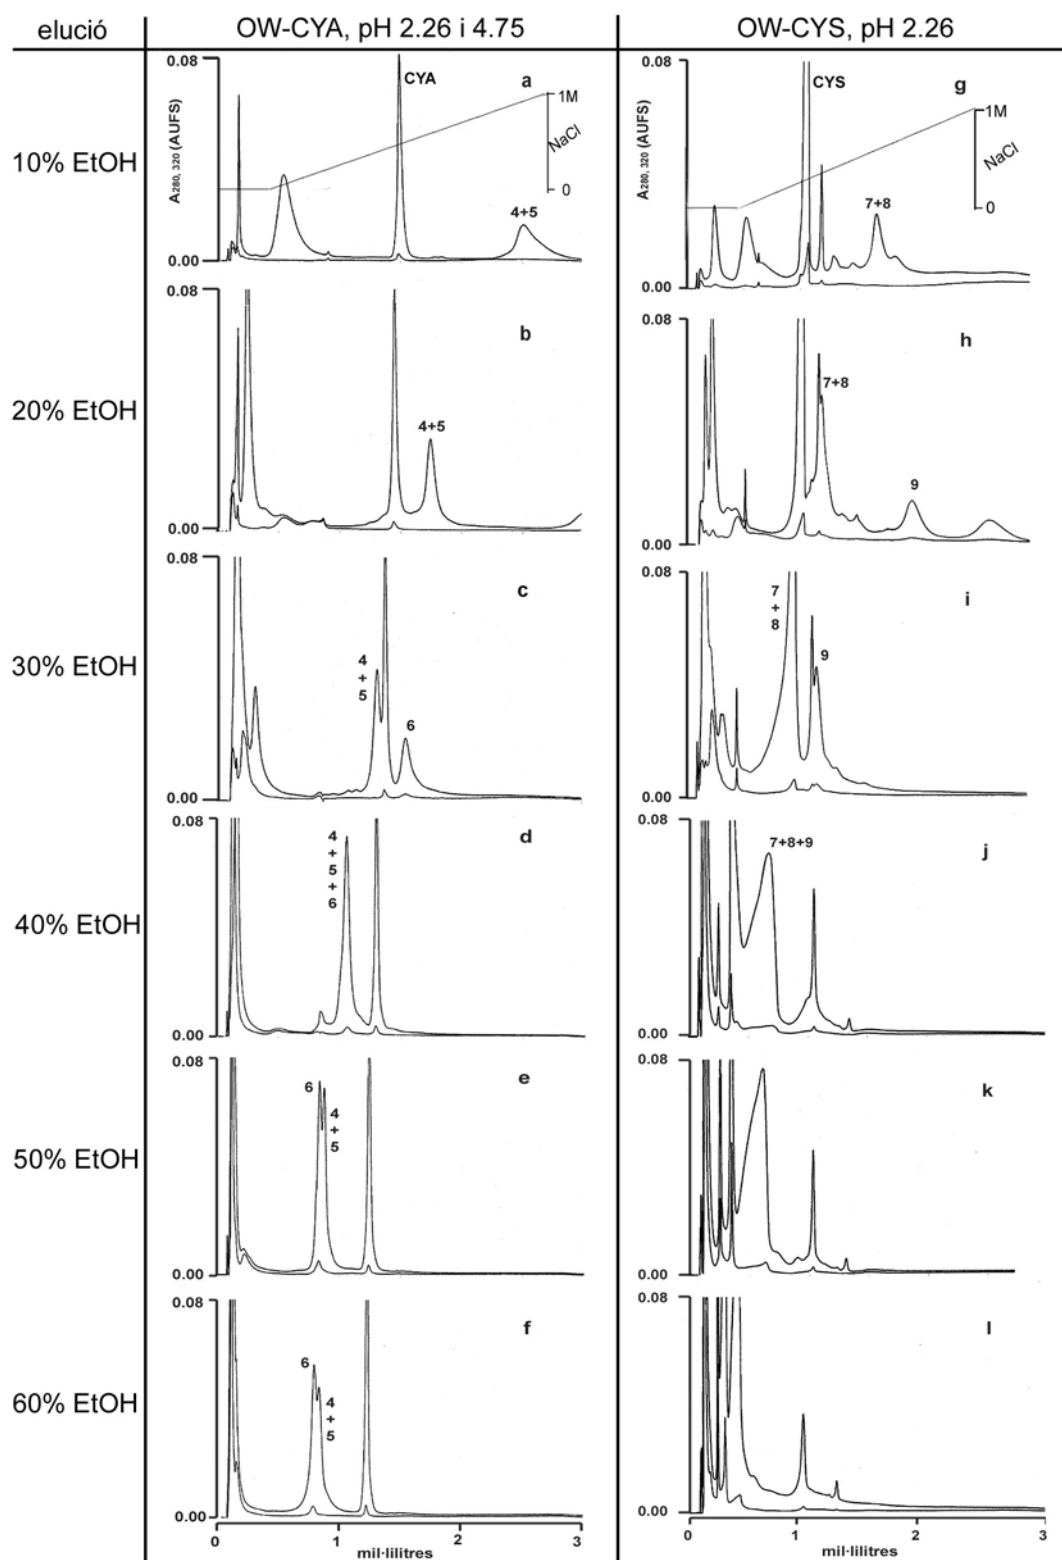 elució
OW-CYA, pH 2.26 i 4.75
OW-CYS, pH 2.26
10% EtOH
0.08
A280, 320 (AUFS)
0.00
a
CYA
1M
NaCl
0
4+5
0.08
A280, 320 (AUFS)
0.00
g
CYS
1M
NaCl
0
7+8
20% EtOH
0.08
0.00
b
4+5
0.08
0.00
h
7+8
9
30% EtOH
0.08
0.00
c
4
+
5
6
0.08
0.00
i
7
+
8
9
40% EtOH
0.08
0.00
d
4
+
5
+
6
0.08
0.00
j
7+8+9
50% EtOH
0.08
0.00
e
6
4
+
5
0.08
0.00
k
60% EtOH
0.08
0.00
f
6
4
+
5
0.08
0.00
l
0 1 2 3
mil·lilitres
0 1 2 3
mil·lilitres